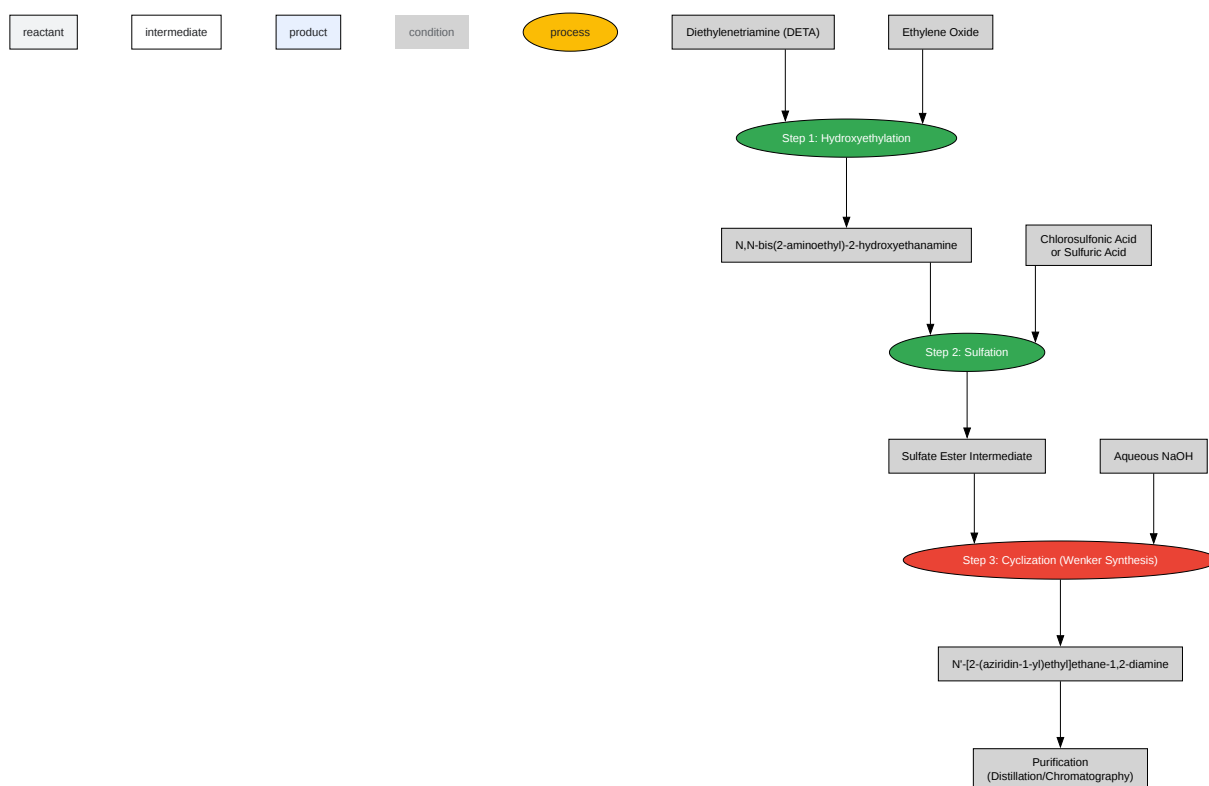 reactant
intermediate
product
condition
process
Diethylenetriamine (DETA)
Ethylene Oxide
Step 1: Hydroxyethylation
N,N-bis(2-aminoethyl)-2-hydroxyethanamine
Chlorosulfonic Acid
or Sulfuric Acid
Step 2: Sulfation
Sulfate Ester Intermediate
Aqueous NaOH
Step 3: Cyclization (Wenker Synthesis)
N'-[2-(aziridin-1-yl)ethyl]ethane-1,2-diamine
Purification
(Distillation/Chromatography)